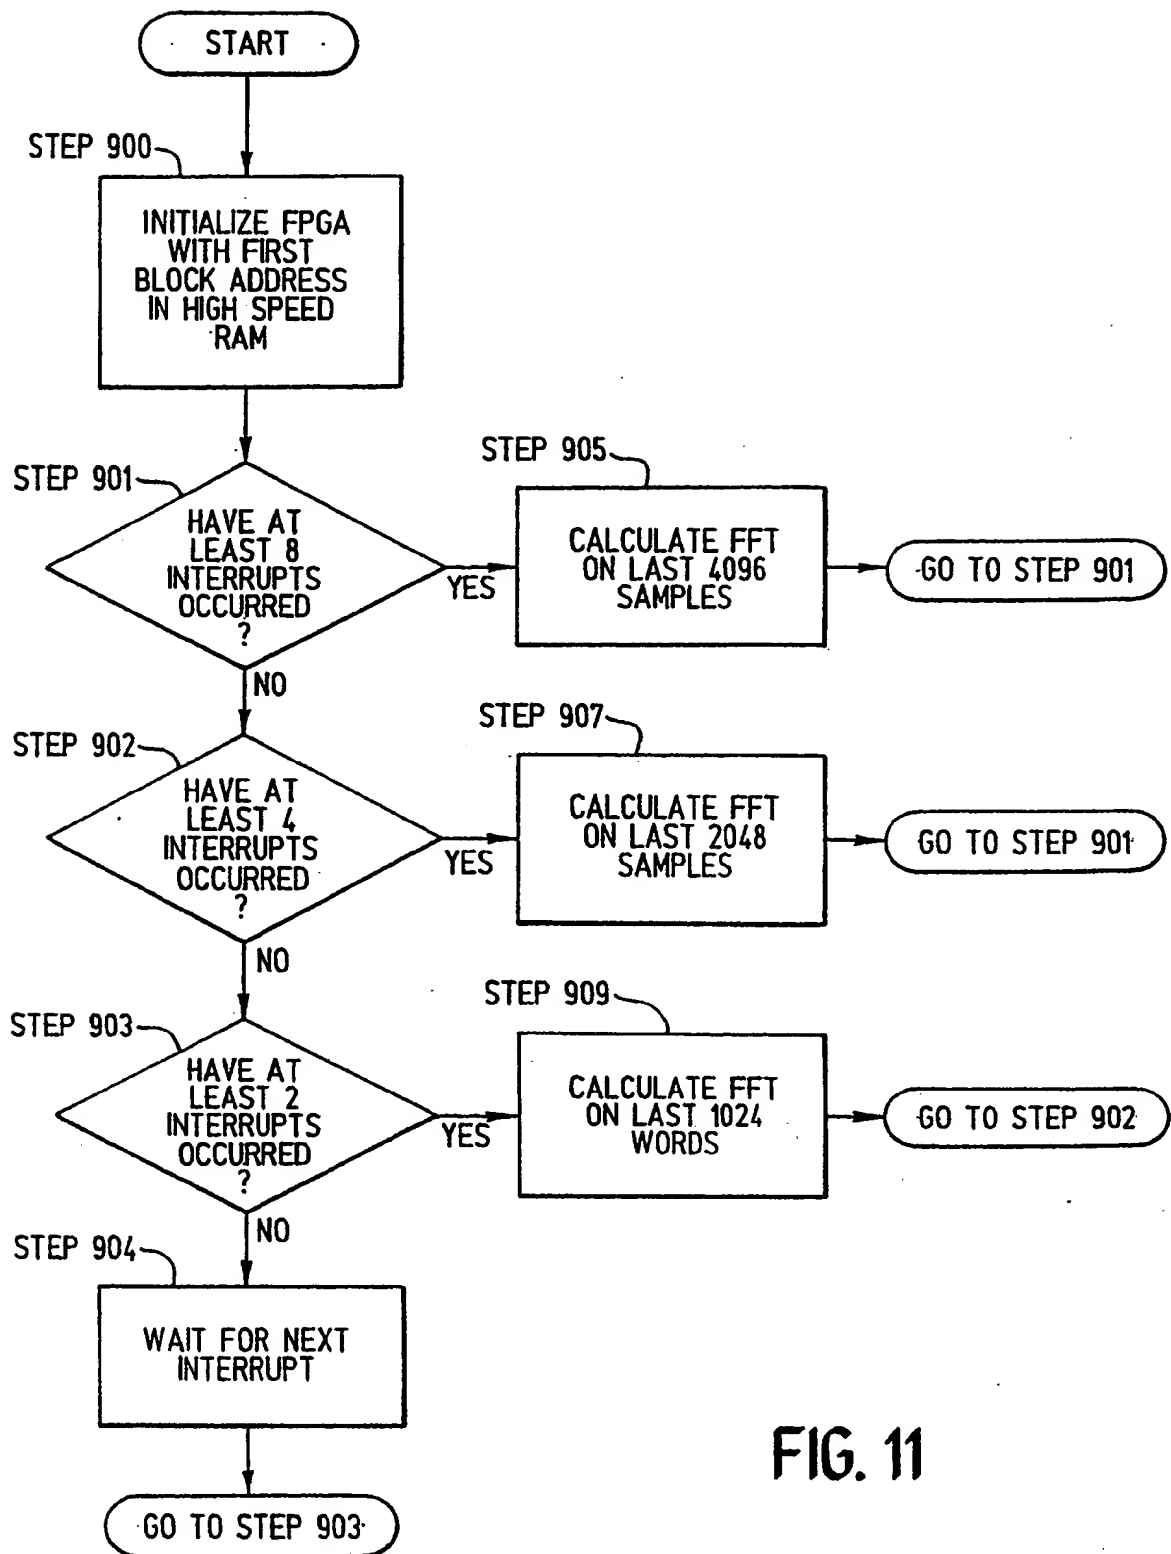 START
STEP 900
INITIALIZE FPGA
WITH FIRST
BLOCK ADDRESS
IN HIGH SPEED
RAM
STEP 901
HAVE AT
LEAST 8
INTERRUPTS
OCCURRED
?
YES
NO
STEP 905
CALCULATE FFT
ON LAST 4096
SAMPLES
GO TO STEP 901
STEP 902
HAVE AT
LEAST 4
INTERRUPTS
OCCURRED
?
YES
NO
STEP 907
CALCULATE FFT
ON LAST 2048
SAMPLES
GO TO STEP 901
STEP 903
HAVE AT
LEAST 2
INTERRUPTS
OCCURRED
?
YES
NO
STEP 909
CALCULATE FFT
ON LAST 1024
WORDS
GO TO STEP 902
STEP 904
WAIT FOR NEXT
INTERRUPT
GO TO STEP 903
FIG. 11